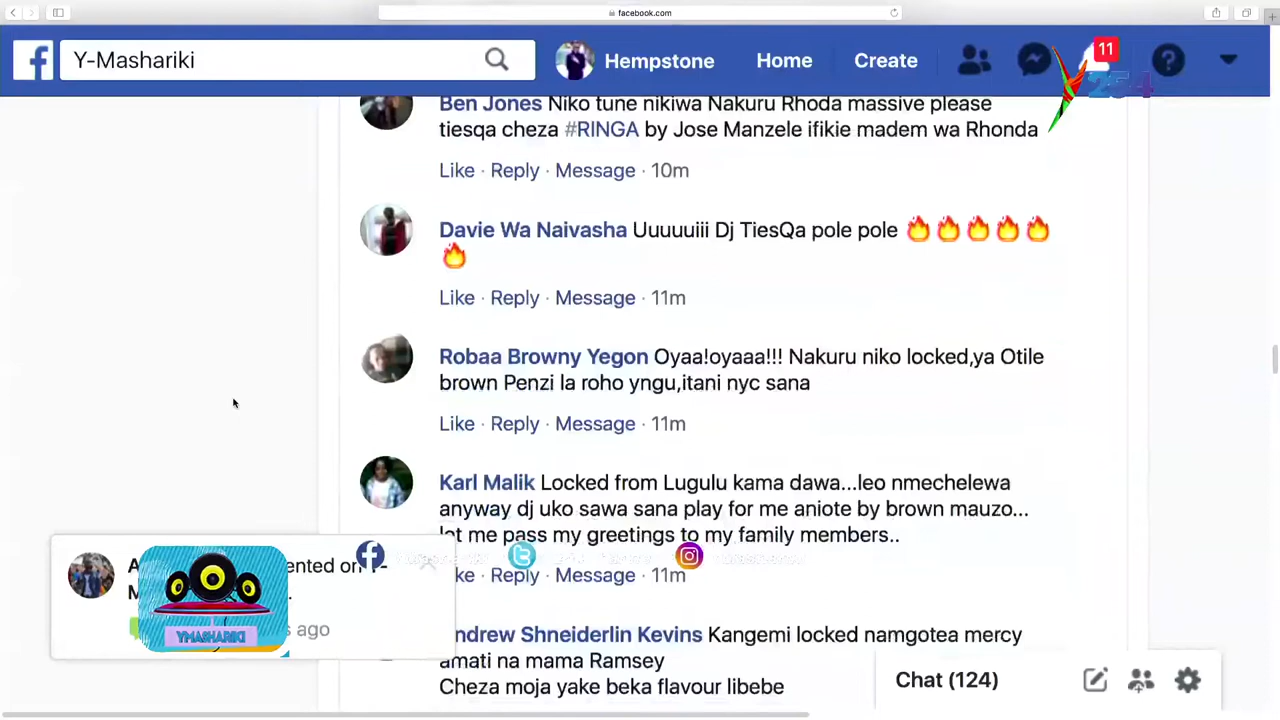 facebook.com
Y-Mashariki
Hempstone
Home
Create
11
Y254
Ben Jones Niko tune nikiwa Nakuru Rhoda massive please
tiesqa cheza #RINGA by Jose Manzele ifikie madem wa Rhonda
Like · Reply · Message · 10m
Davie Wa Naivasha Uuuuuiii Dj TiesQa pole pole 🔥🔥🔥🔥🔥
🔥
Like · Reply · Message · 11m
Robaa Browny Yegon Oyaa!oyaaa!!! Nakuru niko locked,ya Otile
brown Penzi la roho yngu,itani nyc sana
Like · Reply · Message · 11m
Karl Malik Locked from Lugulu kama dawa...leo nmechelewa
anyway dj uko sawa sana play for me aniote by brown mauzo...
let me pass my greetings to my family members..
Reply · Message · 11m
Shneiderlin Kevins Kangemi locked namgotea mercy
amati na mama Ramsey
Cheza moja yake beka flavour libebe
ago
YMASHARIKI
Chat (124)